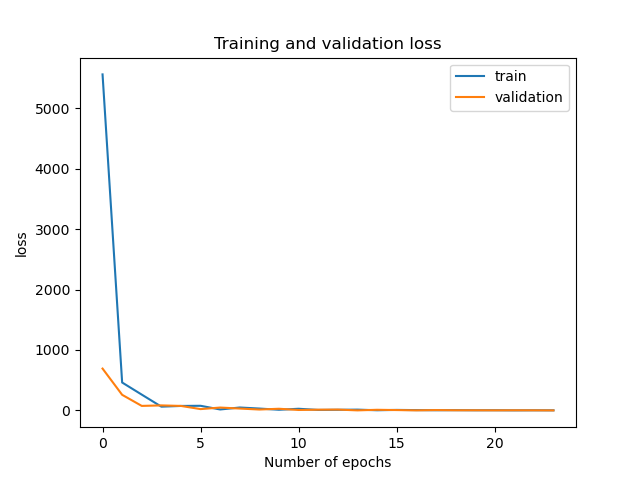 Training and validation loss
train
validation
loss
5000
4000
3000
2000
1000
0
0 5 10 15 20
Number of epochs